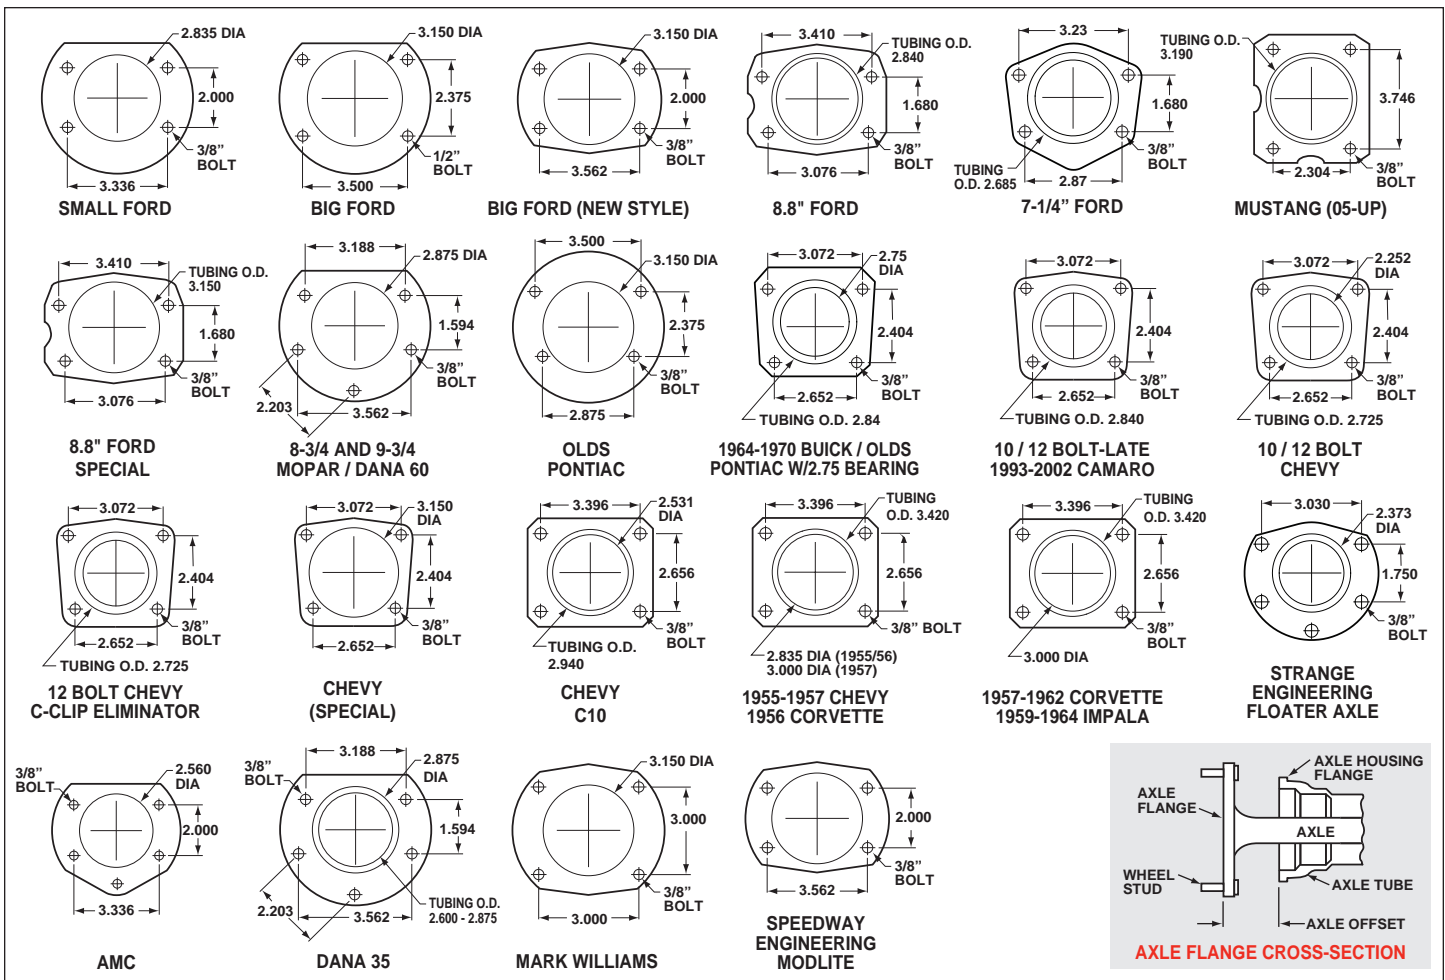 2.835 DIA
2.000
3/8”
BOLT
3.336
SMALL FORD
3.150 DIA
2.375
1/2”
BOLT
3.500
BIG FORD
3.150 DIA
2.000
3/8”
BOLT
3.562
BIG FORD (NEW STYLE)
3.410
TUBING O.D.
2.840
1.680
3/8”
BOLT
3.076
8.8" FORD
3.23
1.680
3/8”
BOLT
TUBING
O.D. 2.685
2.87
7-1/4” FORD
TUBING O.D.
3.190
3.746
3/8”
BOLT
2.304
MUSTANG (05-UP)
3.410
TUBING O.D.
3.150
1.680
3/8”
BOLT
3.076
8.8" FORD
SPECIAL
3.188
2.875 DIA
1.594
3/8”
BOLT
2.203
3.562
8-3/4 AND 9-3/4
MOPAR / DANA 60
3.500
3.150 DIA
2.375
3/8”
BOLT
2.875
OLDS
PONTIAC
3.072
2.75
DIA
2.404
3/8”
BOLT
2.652
TUBING O.D. 2.84
1964-1970 BUICK / OLDS
PONTIAC W/2.75 BEARING
3.072
2.404
3/8”
BOLT
2.652
TUBING O.D. 2.840
10 / 12 BOLT-LATE
1993-2002 CAMARO
3.072
2.252
DIA
2.404
3/8”
BOLT
2.652
TUBING O.D. 2.725
10 / 12 BOLT
CHEVY
3.072
2.404
3/8”
BOLT
2.652
TUBING O.D. 2.725
12 BOLT CHEVY
C-CLIP ELIMINATOR
3.072
3.150
DIA
2.404
3/8”
BOLT
2.652
CHEVY
(SPECIAL)
3.396
2.531
DIA
2.656
3/8”
BOLT
TUBING O.D.
2.940
CHEVY
C10
3.396
TUBING
O.D. 3.420
2.656
3/8” BOLT
2.835 DIA (1955/56)
3.000 DIA (1957)
1955-1957 CHEVY
1956 CORVETTE
3.396
TUBING
O.D. 3.420
2.656
3/8”
BOLT
3.000 DIA
1957-1962 CORVETTE
1959-1964 IMPALA
3.030
2.373
DIA
1.750
3/8”
BOLT
STRANGE
ENGINEERING
FLOATER AXLE
3/8”
BOLT
2.560
DIA
2.000
3.336
AMC
3/8”
BOLT
3.188
2.875
DIA
1.594
2.203
3.562
TUBING O.D.
2.600 - 2.875
DANA 35
3.150 DIA
3.000
3/8”
BOLT
3.000
MARK WILLIAMS
2.000
3/8”
BOLT
3.562
SPEEDWAY
ENGINEERING
MODLITE
AXLE HOUSING
FLANGE
AXLE
FLANGE
AXLE
WHEEL
STUD
AXLE TUBE
AXLE OFFSET
AXLE FLANGE CROSS-SECTION